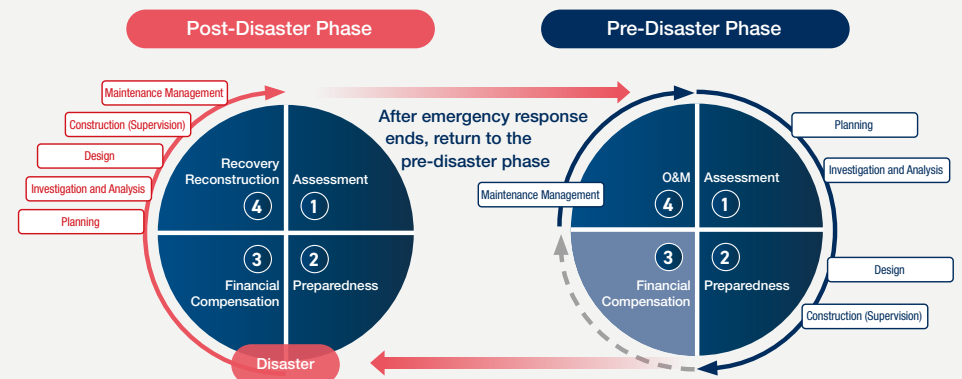 Post-Disaster Phase
Pre-Disaster Phase
Maintenance Management
Construction (Supervision)
Design
Investigation and Analysis
Planning
Recovery
Reconstruction
4
Assessment
1
3
Financial
Compensation
2
Preparedness
Disaster
After emergency response
ends, return to the
pre-disaster phase
Maintenance Management
O&M
4
Assessment
1
3
Financial
Compensation
2
Preparedness
Planning
Investigation and Analysis
Design
Construction (Supervision)